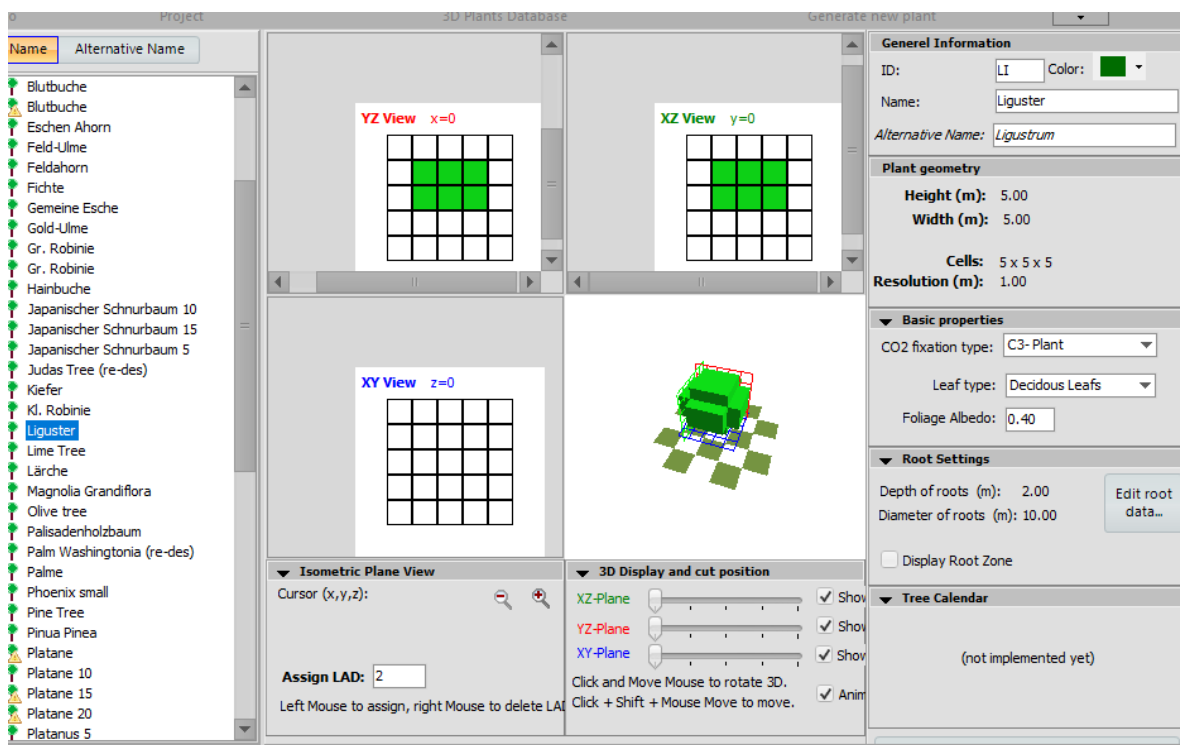 o Project 3D Plants Database Generate new plant
Name Alternative Name
Blutbuche
Blutbuche
Eschen Ahorn
Feld-Ulme
Feldahorn
Fichte
Gemeine Esche
Gold-Ulme
Gr. Robinie
Gr. Robinie
Hainbuche
Japanischer Schnurbaum 10
Japanischer Schnurbaum 15
Japanischer Schnurbaum 5
Judas Tree (re-des)
Kiefer
Kl. Robinie
Liguster
Lime Tree
Lärche
Magnolia Grandiflora
Olive tree
Palisadenholzbaum
Palm Washingtonia (re-des)
Palme
Phoenix small
Pine Tree
Pinua Pinea
Platane
Platane 10
Platane 15
Platane 20
Platanus 5
YZ View x=0
XZ View y=0
XY View z=0
Isometric Plane View
Cursor (x,y,z):
Assign LAD: 2
Left Mouse to assign, right Mouse to delete LAD
3D Display and cut position
XZ-Plane Show
YZ-Plane Show
XY-Plane Show
Click and Move Mouse to rotate 3D.
Click + Shift + Mouse Move to move. Anim
Generel Information
ID: LI Color:
Name: Liguster
Alternative Name: Ligustrum
Plant geometry
Height (m): 5.00
Width (m): 5.00
Cells: 5 x 5 x 5
Resolution (m): 1.00
Basic properties
CO2 fixation type: C3- Plant
Leaf type: Decidous Leafs
Foliage Albedo: 0.40
Root Settings
Depth of roots (m): 2.00
Diameter of roots (m): 10.00
Edit root
data...
Display Root Zone
Tree Calendar
(not implemented yet)